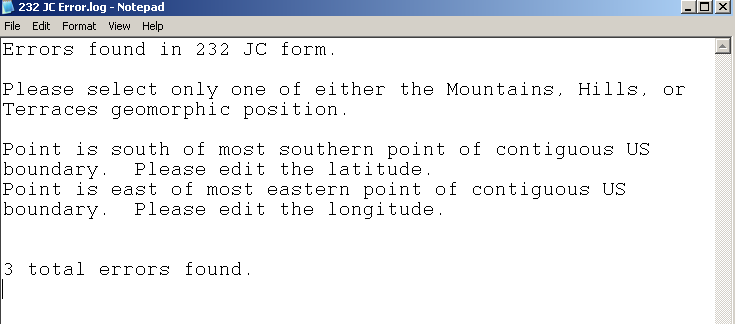 232 JC Error.log - Notepad
File Edit Format View Help
Errors found in 232 JC form.
Please select only one of either the Mountains, Hills, or
Terraces geomorphic position.
Point is south of most southern point of contiguous US
boundary.  Please edit the latitude.
Point is east of most eastern point of contiguous US
boundary.  Please edit the longitude.
3 total errors found.